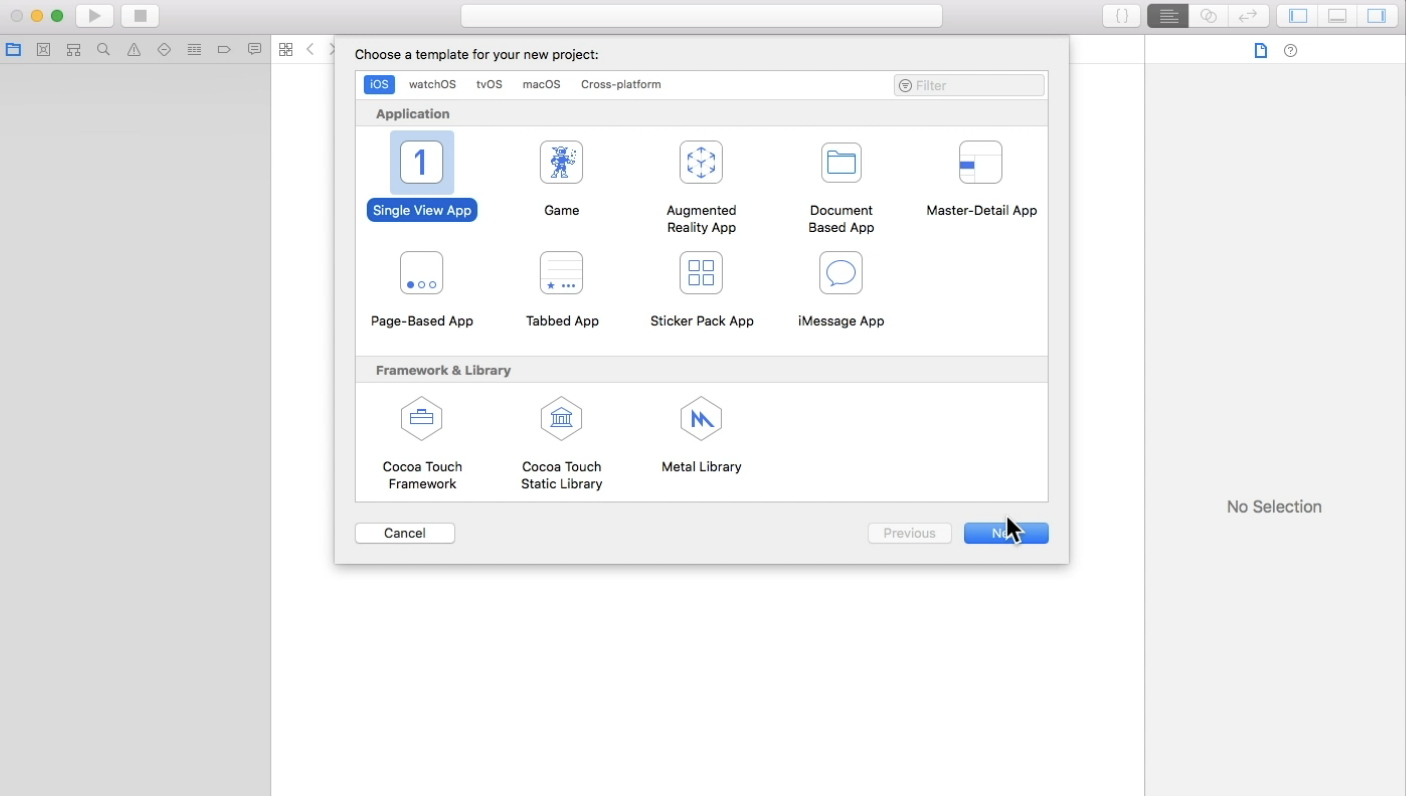 Choose a template for your new project:
iOS watchOS tvOS macOS Cross-platform Filter
Application
1
Single View App Game Augmented Reality App Document Based App Master-Detail App
Page-Based App Tabbed App Sticker Pack App iMessage App
Framework & Library
Cocoa Touch Framework Cocoa Touch Static Library Metal Library
No Selection
Cancel Previous